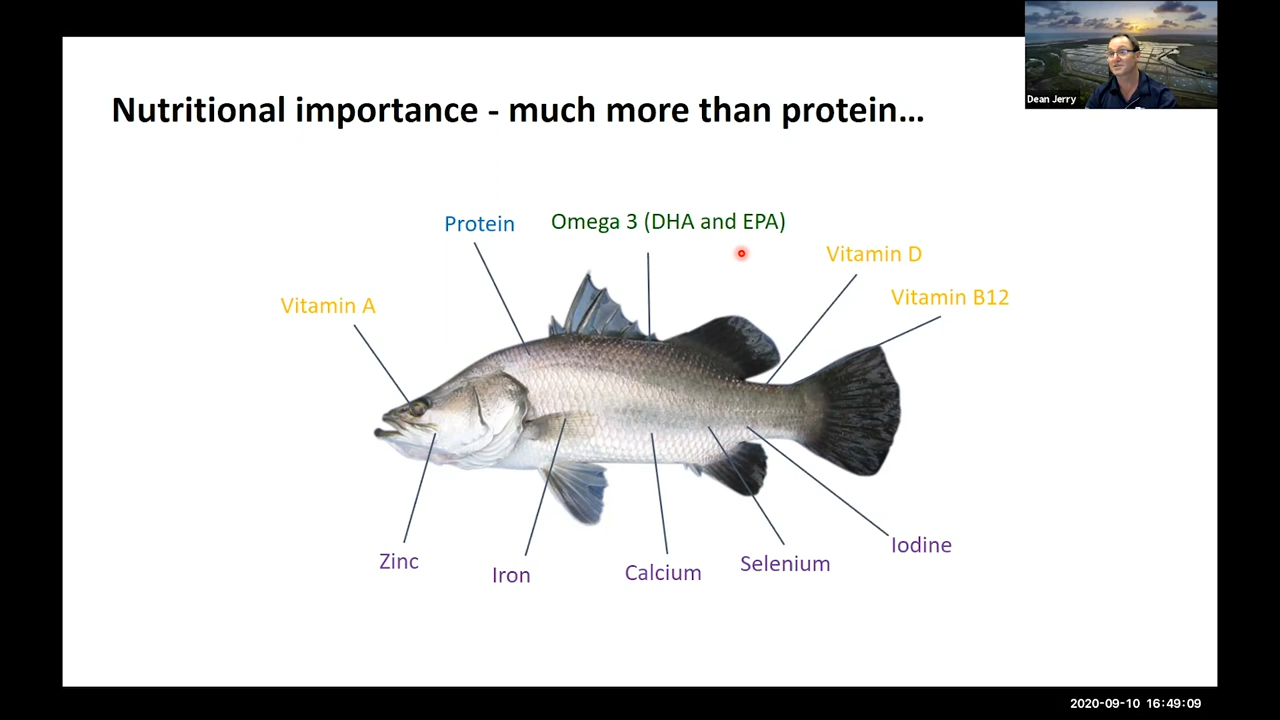 Dean Jerry
Nutritional importance - much more than protein...
Protein
Omega 3 (DHA and EPA)
Vitamin D
Vitamin B12
Vitamin A
Zinc
Iron
Calcium
Selenium
Iodine
2020-09-10 16:49:09